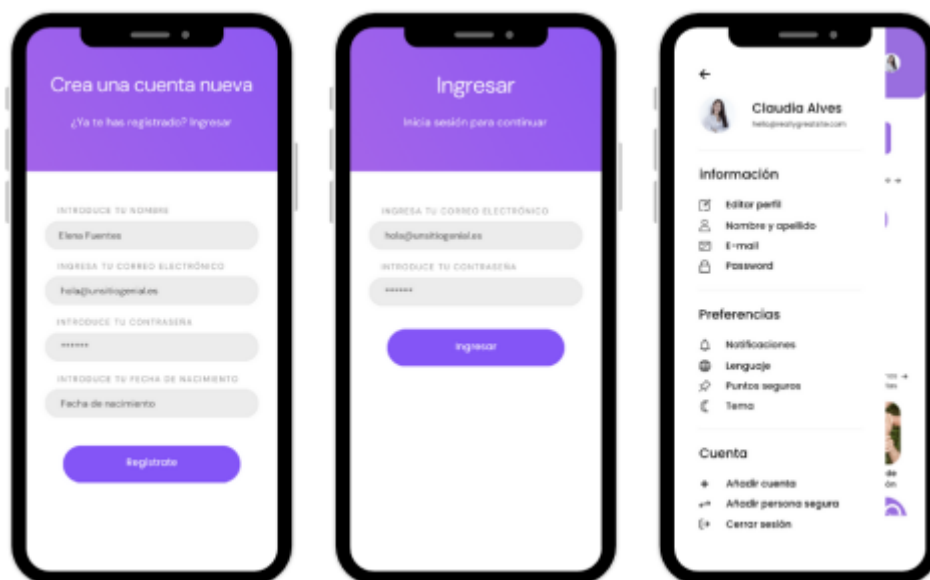 Crea una cuenta nueva
¿Ya te has registrado? Ingresar
INTRODUCE TU NOMBRE
Elena Fuentes
INGRESA TU CORREO ELECTRÓNICO
hola@unsitiogenial.es
INTRODUCE TU CONTRASEÑA
******
INTRODUCE TU FECHA DE NACIMIENTO
Fecha de nacimiento
Registrate
Ingresar
Inicia sesión para continuar
INGRESA TU CORREO ELECTRÓNICO
hola@unsitiogenial.es
INTRODUCE TU CONTRASEÑA
******
Ingresar
Claudia Alves
Información
Editar perfil
Nombre y apellido
E-mail
Password
Preferencias
Notificaciones
Lenguaje
Puntos seguros
Tema
Cuenta
Añadir cuenta
Añadir persona segura
Cerrar sesión